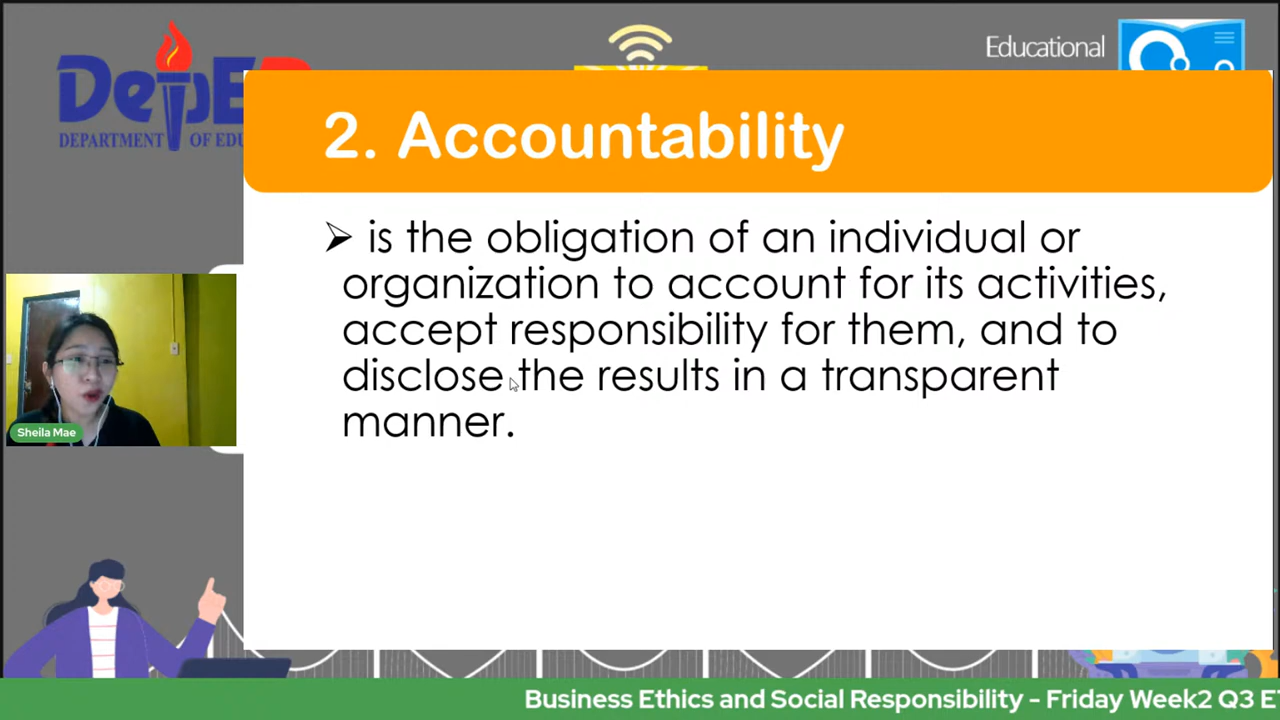 DepED
DEPARTMENT OF EDU
Educational
2. Accountability
➢ is the obligation of an individual or
organization to account for its activities,
accept responsibility for them, and to
disclose the results in a transparent
manner.
Sheila Mae
Business Ethics and Social Responsibility - Friday Week2 Q3 E